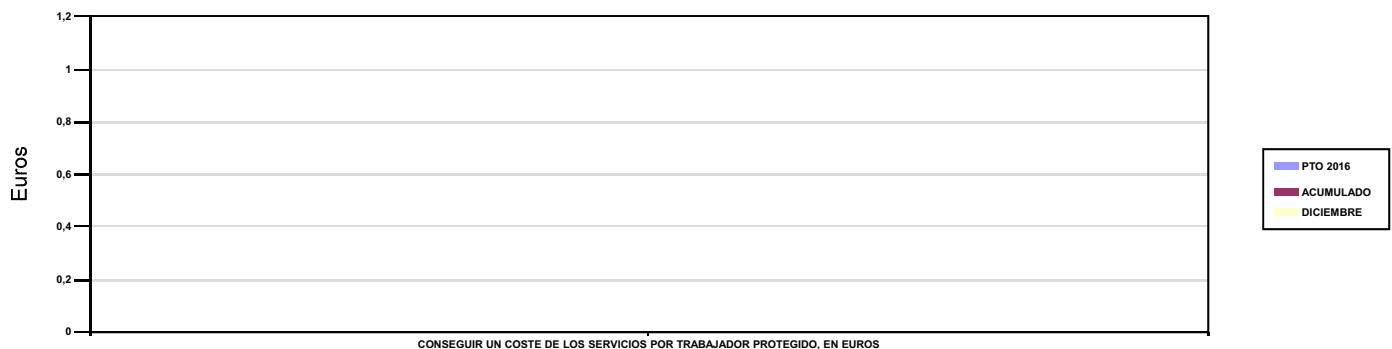 1,2
1
0,8
0,6
0,4
0,2
0
Euros
CONSEGUIR UN COSTE DE LOS SERVICIOS POR TRABAJADOR PROTEGIDO, EN EUROS
PTO 2016
ACUMULADO
DICIEMBRE